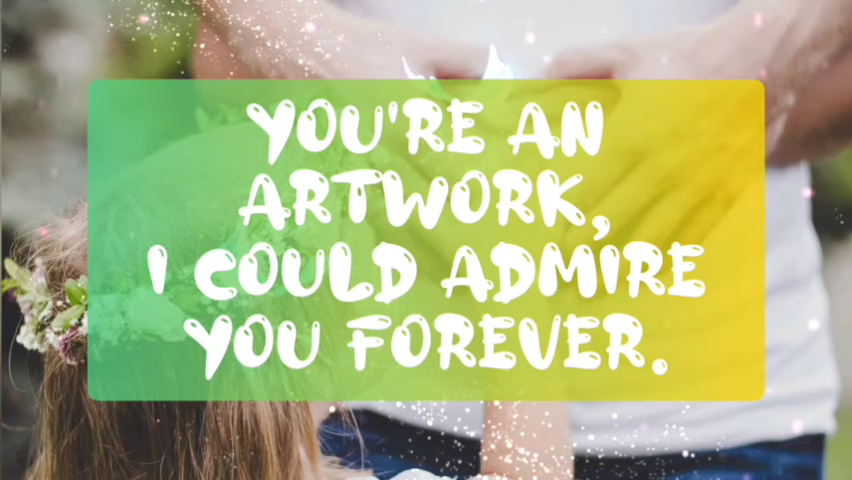 YOU'RE AN
ARTWORK,
I COULD ADMIRE
YOU FOREVER.